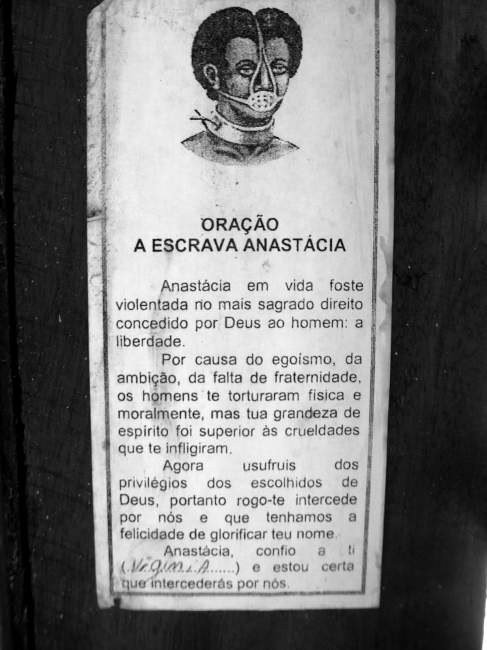 ORAÇÃO
A ESCRAVA ANASTÁCIA
Anastácia em vida foste
violentada no mais sagrado direito
concedido por Deus ao homem: a
liberdade.
Por causa do egoísmo, da
ambição, da falta de fraternidade,
os homens te torturaram física e
moralmente, mas tua grandeza de
espírito foi superior às crueldades
que te infligiram.
Agora usufruis dos
privilégios dos escolhidos de
Deus, portanto rogo-te intercede
por nós e que tenhamos a
felicidade de glorificar teu nome.
Anastácia, confio a ti
(.......) e estou certa
que intercederás por nós.